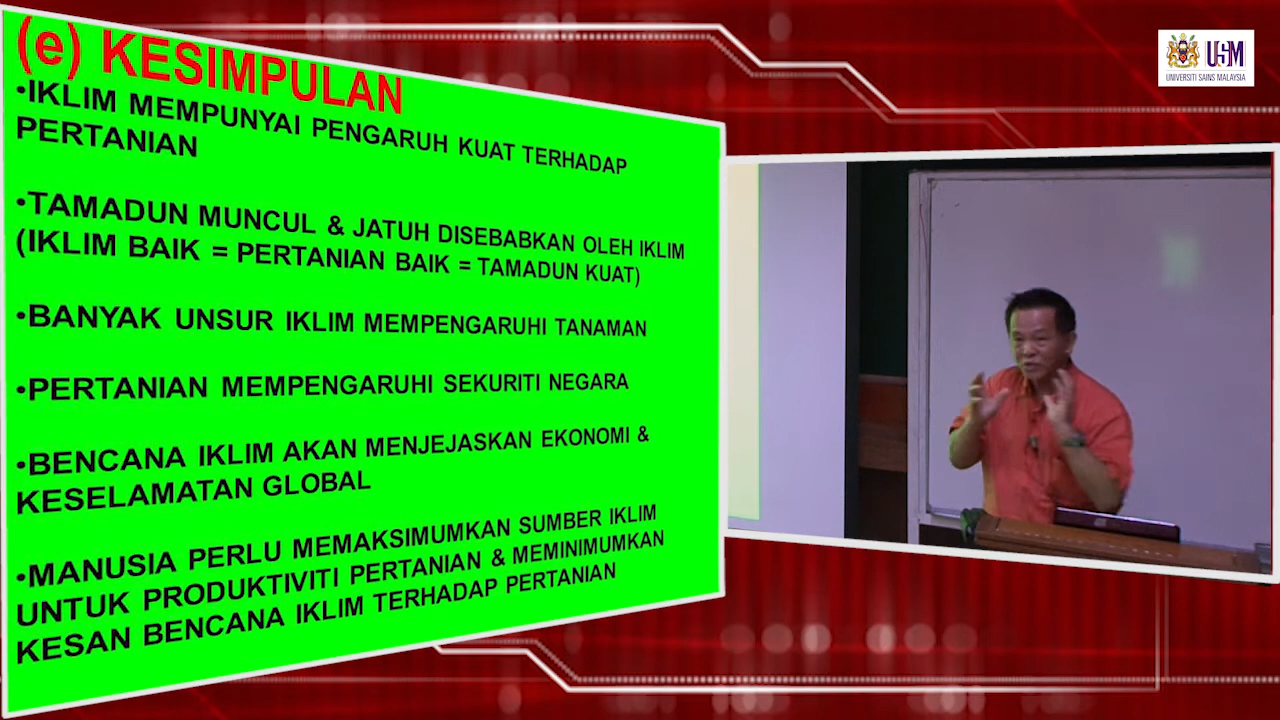 (e) KESIMPULAN
•IKLIM MEMPUNYAI PENGARUH KUAT TERHADAP
PERTANIAN
•TAMADUN MUNCUL & JATUH DISEBABKAN OLEH IKLIM
(IKLIM BAIK = PERTANIAN BAIK = TAMADUN KUAT)
•BANYAK UNSUR IKLIM MEMPENGARUHI TANAMAN
•PERTANIAN MEMPENGARUHI SEKURITI NEGARA
•BENCANA IKLIM AKAN MENJEJASKAN EKONOMI &
KESELAMATAN GLOBAL
•MANUSIA PERLU MEMAKSIMUMKAN SUMBER IKLIM
UNTUK PRODUKTIVITI PERTANIAN & MEMINIMUMKAN
KESAN BENCANA IKLIM TERHADAP PERTANIAN
USM
UNIVERSITI SAINS MALAYSIA